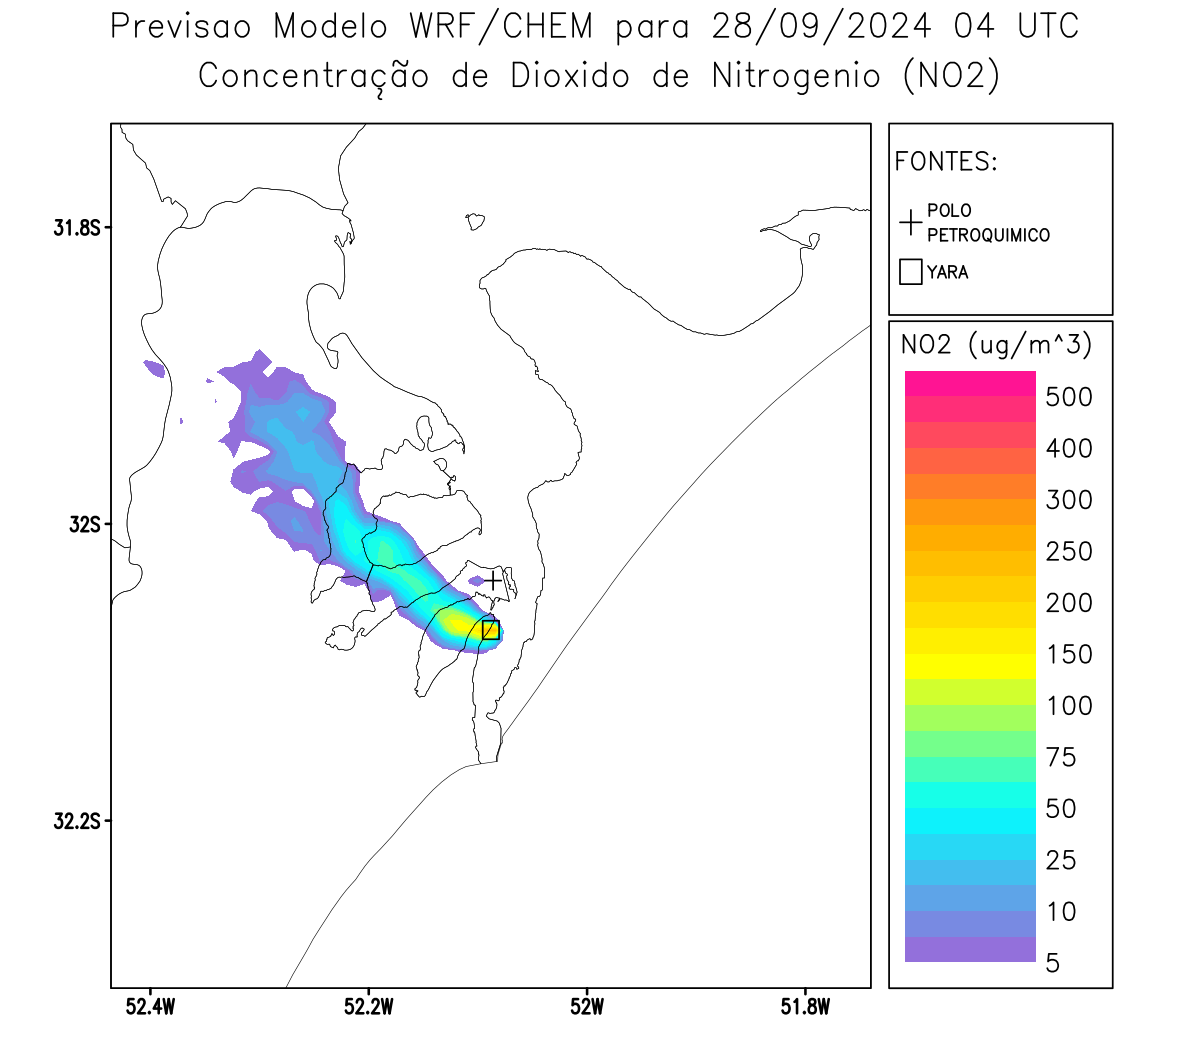 Previsao Modelo WRF/CHEM para 28/09/2024 04 UTC
Concentração de Dioxido de Nitrogenio (NO2)
FONTES:
POLO
PETROQUIMICO
YARA
31.8S
32S
32.2S
52.4W
52.2W
52W
51.8W
NO2 (ug/m^3)
500
400
300
250
200
150
100
75
50
25
10
5